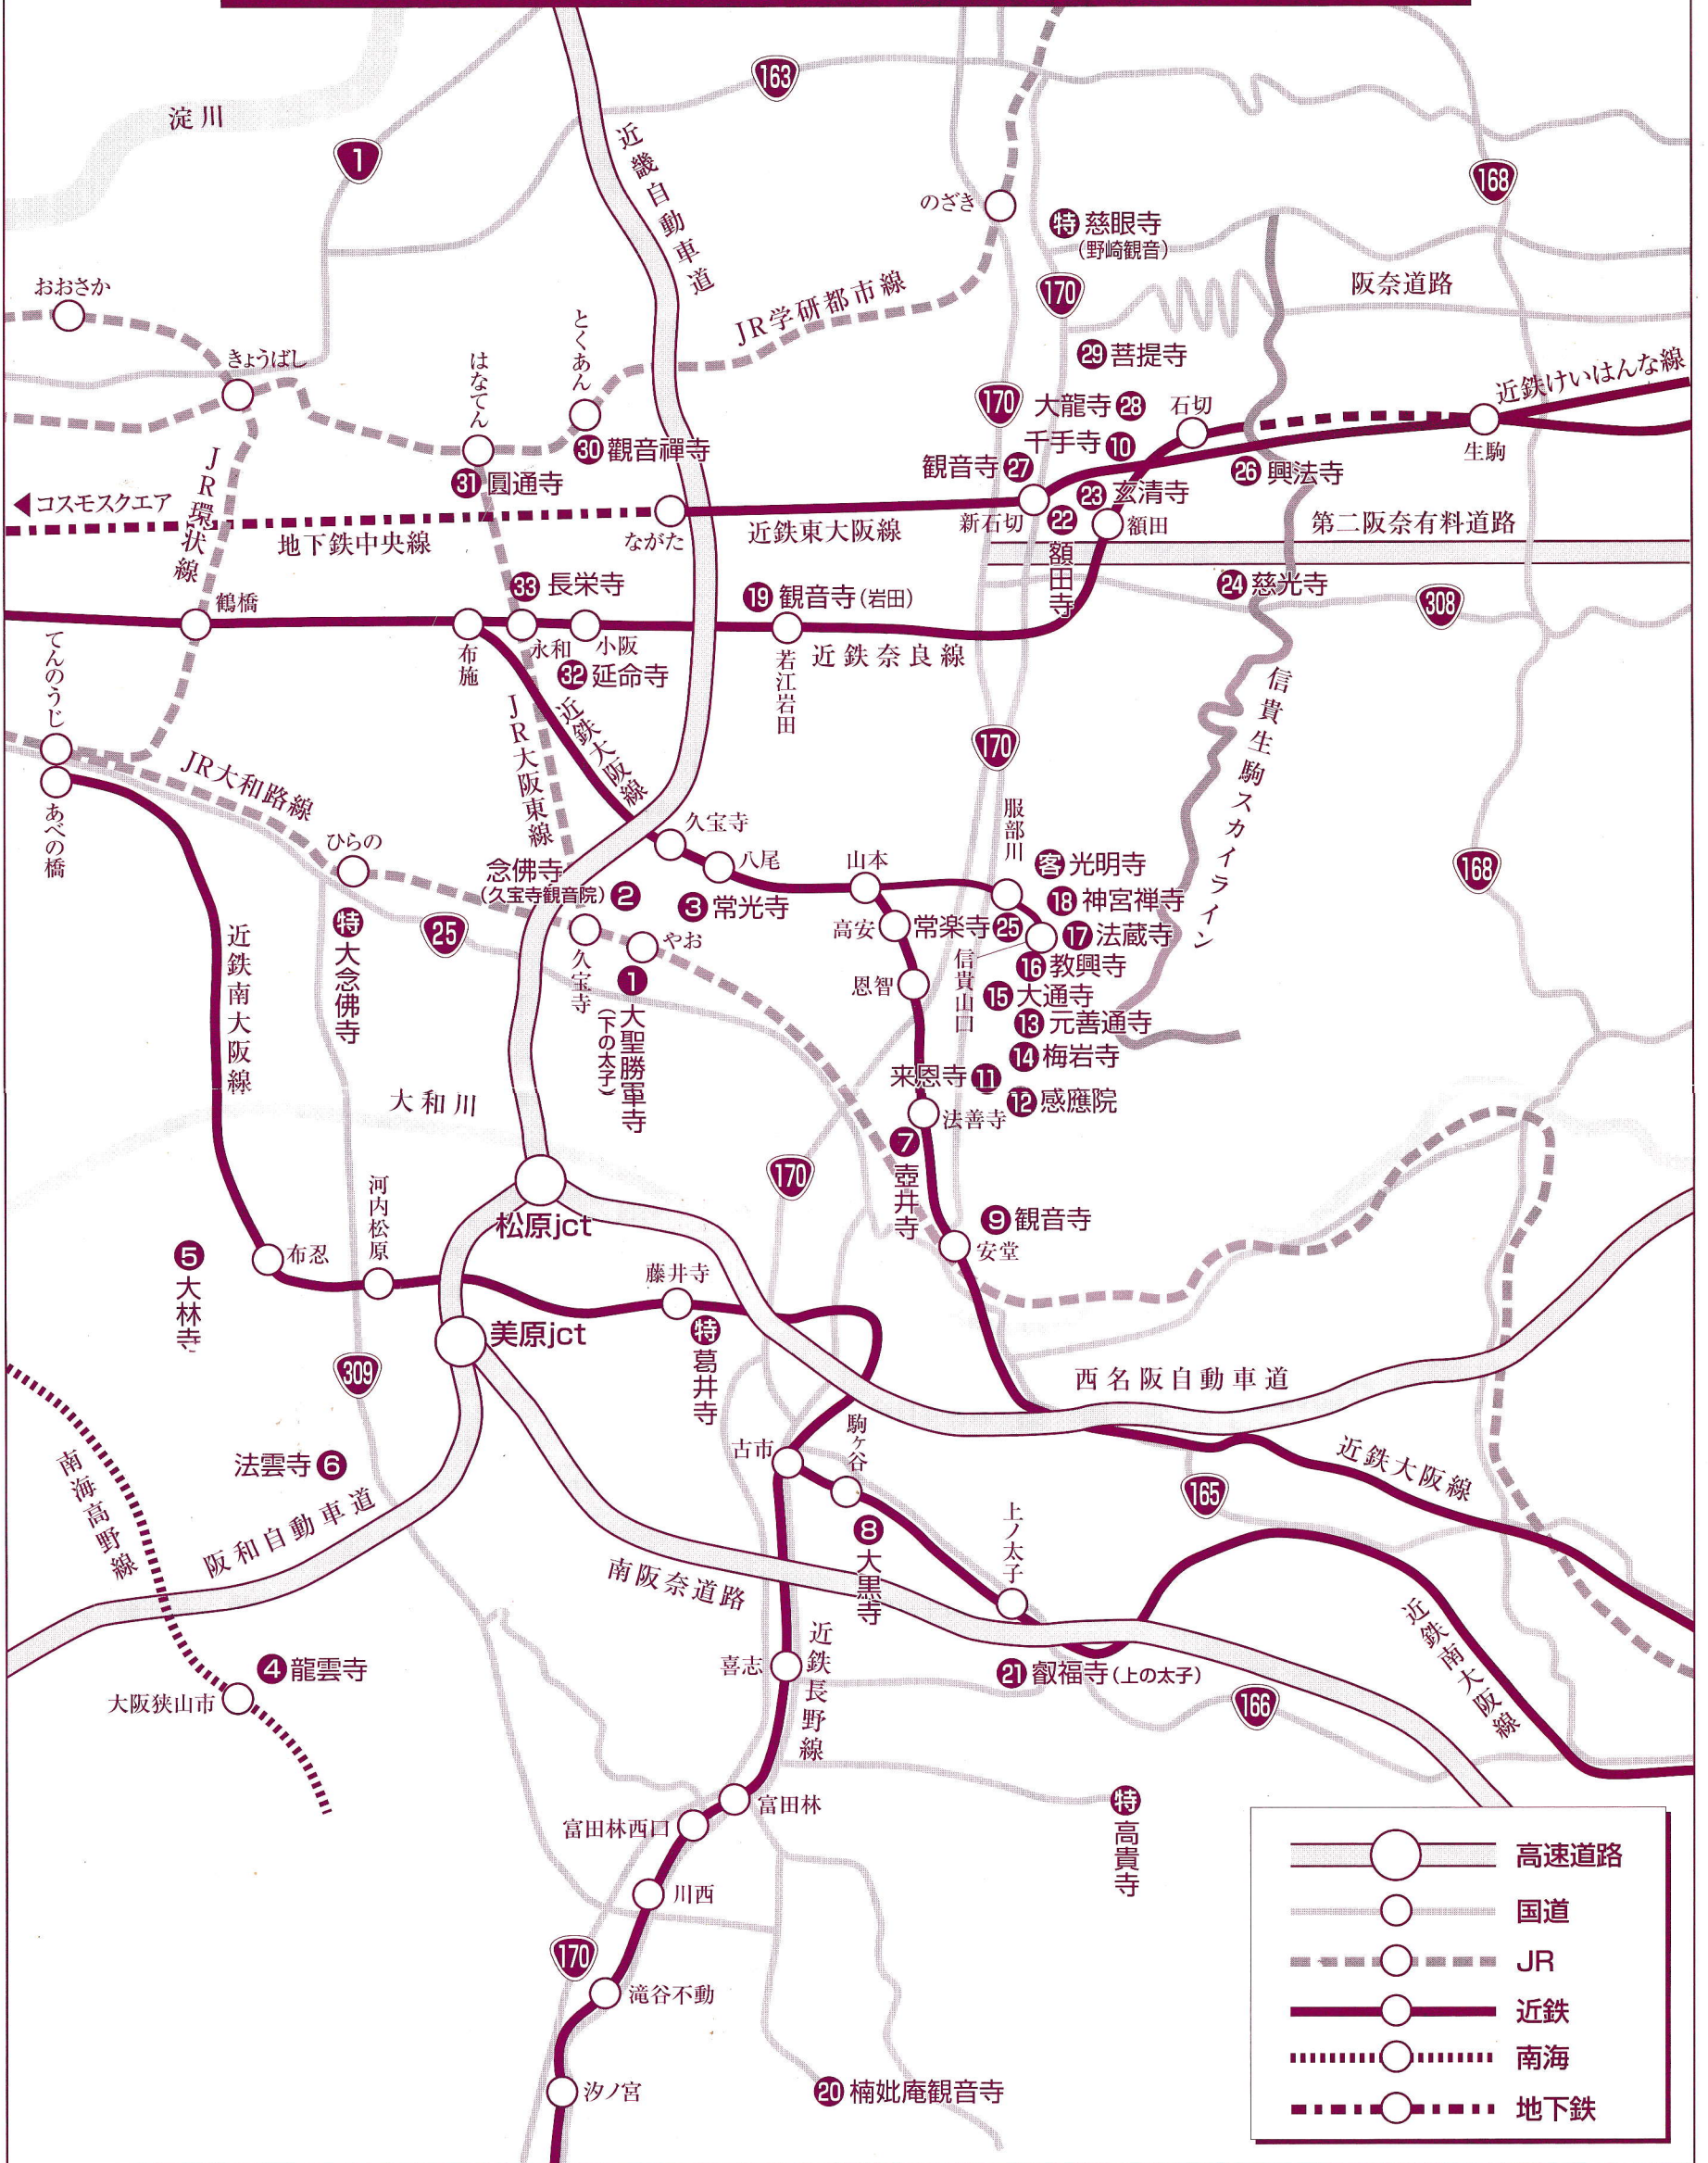 163
淀川
1
近畿自動車道
168
のざき
特 慈眼寺
(野崎観音)
170
阪奈道路
おおさか
とくあん
JR学研都市線
きょうばし
はなてん
29 菩提寺
近鉄けいはんな線
170
大龍寺 28
石切
千手寺 10
生駒
30 觀音禪寺
観音寺 27
26 興法寺
JR環状線
31 圓通寺
23 玄清寺
コスモスクエア
地下鉄中央線
ながた
近鉄東大阪線
新石切
22 額田寺
額田
第二阪奈有料道路
33 長栄寺
19 観音寺(岩田)
24 慈光寺
308
鶴橋
てんのうじ
布施
永和
小阪
32 延命寺
若江岩田
近鉄奈良線
信貴生駒スカイライン
JR大阪東線
近鉄大阪線
170
JR大和路線
あべの橋
ひらの
久宝寺
服部川
八尾
山本
客 光明寺
168
念佛寺
(久宝寺観音院) 2
3 常光寺
18 神宮禅寺
特 大念佛寺
25
近鉄南大阪線
高安
常楽寺 25
17 法蔵寺
やお
久宝寺
信貴山口
16 教興寺
恩智
15 大通寺
1 大聖勝軍寺
(下の太子)
13 元善通寺
14 梅岩寺
来恩寺 11
12 感應院
大和川
法善寺
7 壺井寺
170
河内松原
松原jct
9 観音寺
安堂
5 大林寺
布忍
藤井寺
美原jct
特 葛井寺
309
西名阪自動車道
駒ヶ谷
古市
近鉄大阪線
法雲寺 6
南海高野線
165
阪和自動車道
上ノ太子
8 大黒寺
南阪奈道路
近鉄南大阪線
近鉄長野線
喜志
4 龍雲寺
21 叡福寺(上の太子)
大阪狭山市
166
富田林
特 高貴寺
富田林西口
川西
170
滝谷不動
汐ノ宮
20 楠妣庵観音寺
高速道路
国道
JR
近鉄
南海
地下鉄